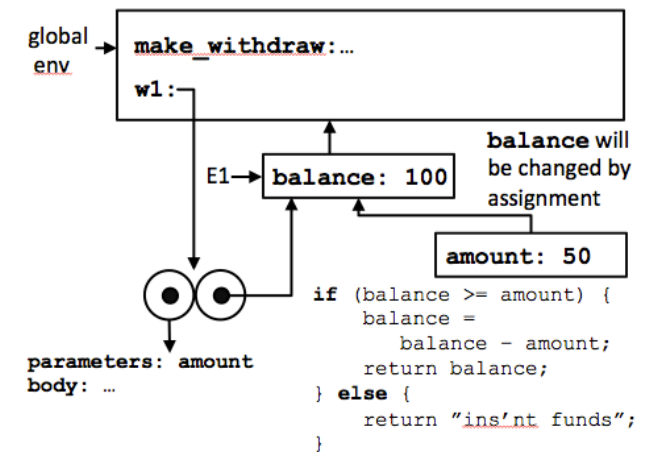 global
env
make_withdraw:…
w1:
balance will
be changed by
assignment
E1
balance: 100
amount: 50
parameters: amount
body: …
if (balance >= amount) {
balance =
balance – amount;
return balance;
} else {
return ”ins’nt funds”;
}